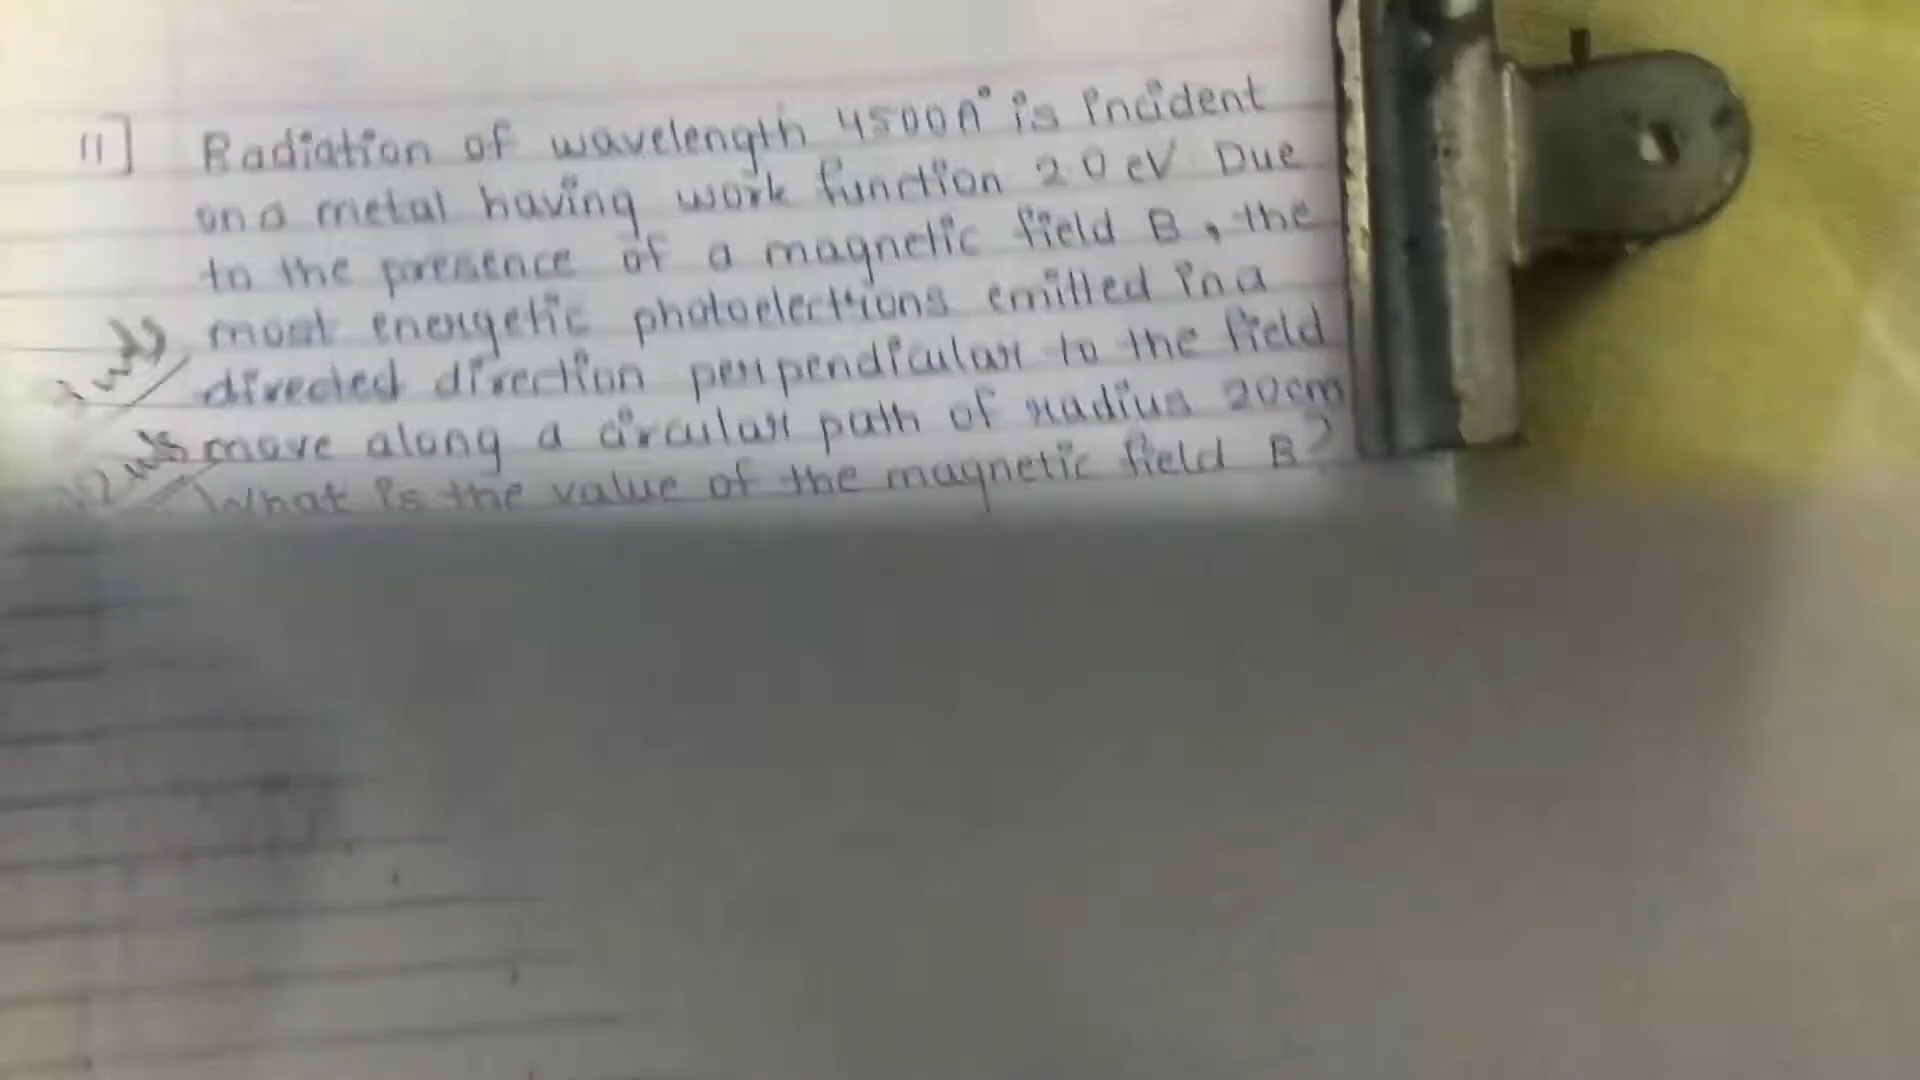 11] Radiation of wavelength 4500A° is incident
on a metal having work function 2.0 eV Due
to the presence of a magnetic field B, the
most energetic photoelectrons emitted in a
directed direction perpendicular to the field
move along a circular path of radius 20cm
What is the value of the magnetic field B?